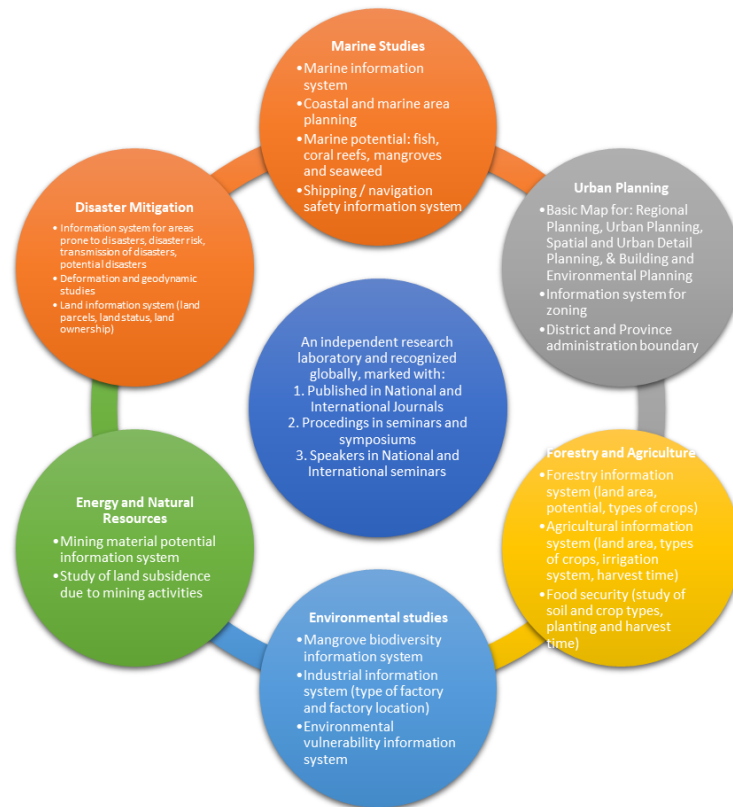 Marine Studies
•Marine information
system
•Coastal and marine area
planning
•Marine potential: fish,
coral reefs, mangroves
and seaweed
•Shipping / navigation
safety information system
Urban Planning
•Basic Map for: Regional
Planning, Urban Planning,
Spatial and Urban Detail
Planning, & Building and
Environmental Planning
•Information system for
zoning
•District and Province
administration boundary
Forestry and Agriculture
•Forestry information
system (land area,
potential, types of crops)
•Agricultural information
system (land area, types
of crops, irrigation
system, harvest time)
•Food security (study of
soil and crop types,
planting and harvest
time)
Environmental studies
•Mangrove biodiversity
information system
•Industrial information
system (type of factory
and factory location)
•Environmental
vulnerability information
system
Energy and Natural
Resources
•Mining material potential
information system
•Study of land subsidence
due to mining activities
Disaster Mitigation
•Information system for areas
prone to disasters, disaster risk,
transmission of disasters,
potential disasters
•Deformation and geodynamic
studies
•Land information system (land
parcels, land status, land
ownership)
An independent research
laboratory and recognized
globally, marked with:
1. Published in National and
International Journals
2. Procedings in seminars and
symposiums
3. Speakers in National and
International seminars